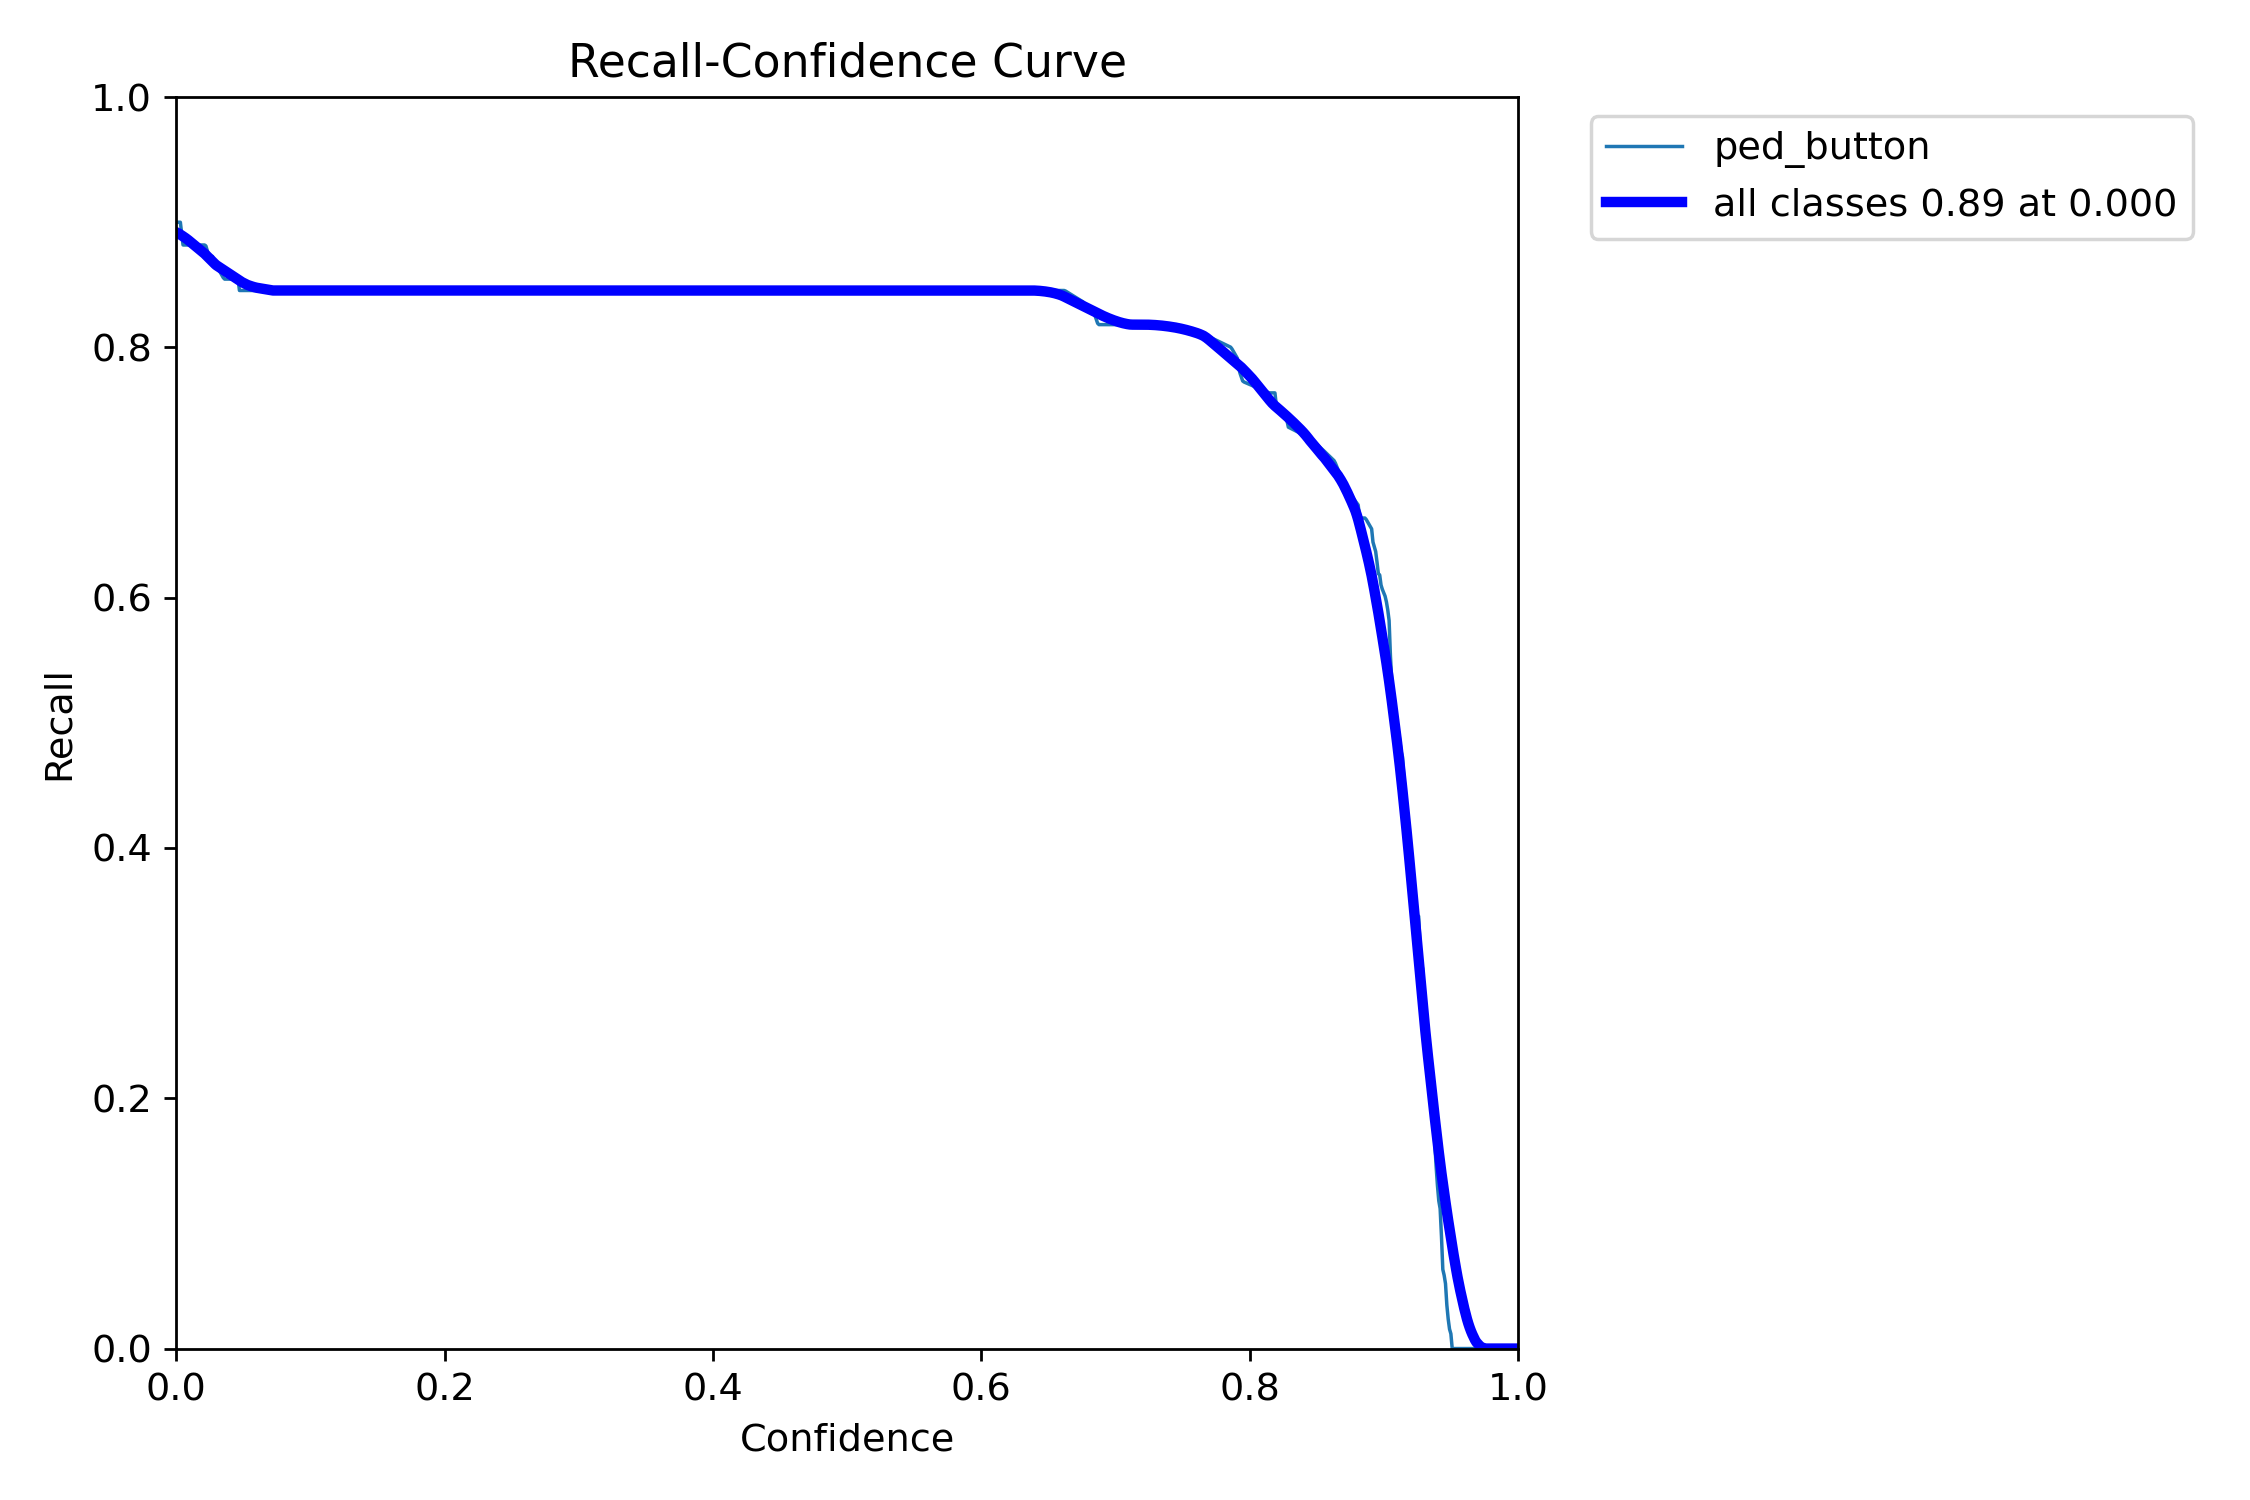 Recall-Confidence Curve
1.0
0.8
0.6
0.4
0.2
0.0
Recall
0.0 0.2 0.4 0.6 0.8 1.0
Confidence
ped_button
all classes 0.89 at 0.000